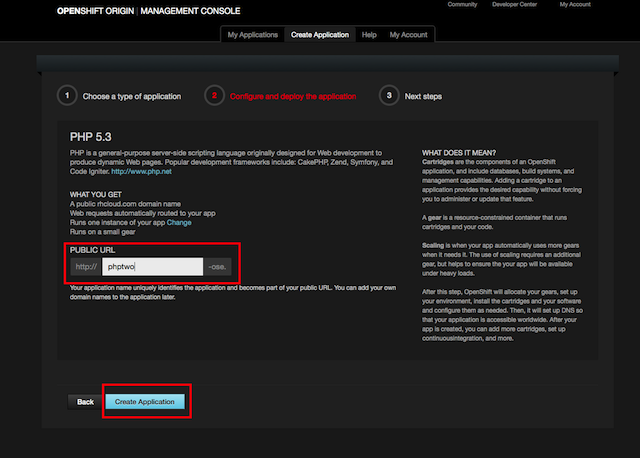 Community Developer Center My Account
OPENSHIFT ORIGIN | MANAGEMENT CONSOLE
My Applications Create Application Help My Account
1 Choose a type of application 2 Configure and deploy the application 3 Next steps
PHP 5.3
PHP is a general-purpose server-side scripting language originally designed for Web development to
produce dynamic Web pages. Popular development frameworks include: CakePHP, Zend, Symfony, and
Code Igniter. http://www.php.net
WHAT YOU GET
A public rhcloud.com domain name
Web requests automatically routed to your app
Runs one instance of your app Change
Runs on a small gear
PUBLIC URL
http:// phptwo -ose.
Your application name uniquely identifies the application and becomes part of your public URL. You can add your own
domain names to the application later.
WHAT DOES IT MEAN?
Cartridges are the components of an OpenShift
application, and include databases, build systems, and
management capabilities. Adding a cartridge to an
application provides the desired capability without forcing
you to administer or update that feature.
A gear is a resource-constrained container that runs
cartridges and your code.
Scaling is when your app automatically uses more gears
when it needs it. The use of scaling requires an additional
gear, but helps to ensure your app will be available
under heavy loads.
After this step, OpenShift will allocate your gears, set up
your environment, install the cartridges and your software
and configure them as needed. Then, it will set up DNS so
that your application is accessible worldwide. After your
app is created, you can add more cartridges, set up
continuousintegration, and more.
Back Create Application